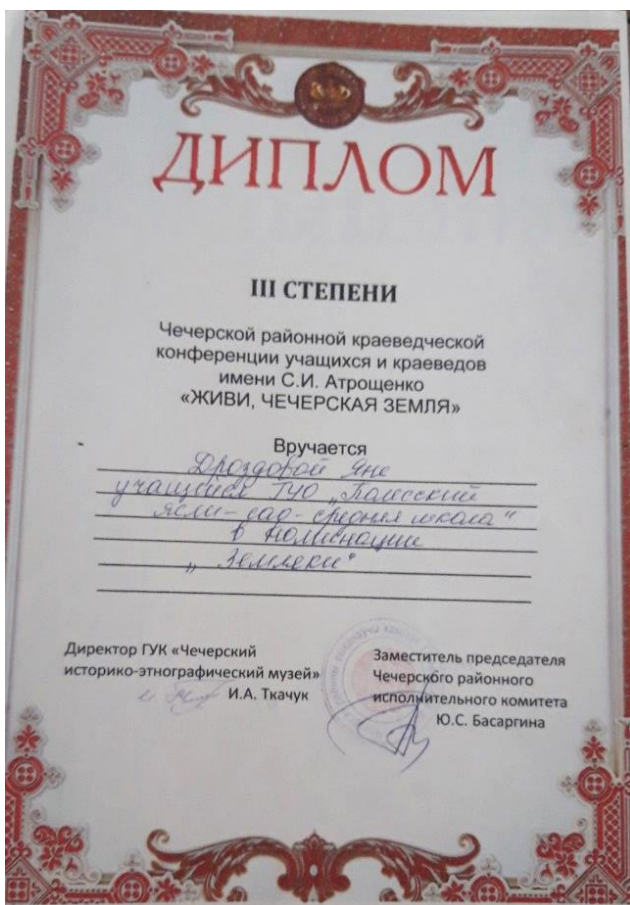 ДИПЛОМ
III СТЕПЕНИ
Чечерской районной краеведческой
конференции учащихся и краеведов
имени С.И. Атрощенко
«ЖИВИ, ЧЕЧЕРСКАЯ ЗЕМЛЯ»
Вручается
Дроздовой Яне
учащейся ГУО „Полесский
ясли-сад-средняя школа“
в номинации
„Земляки“
Директор ГУК «Чечерский
историко-этнографический музей»
И.А. Ткачук
Заместитель председателя
Чечерского районного
исполнительного комитета
Ю.С. Басаргина